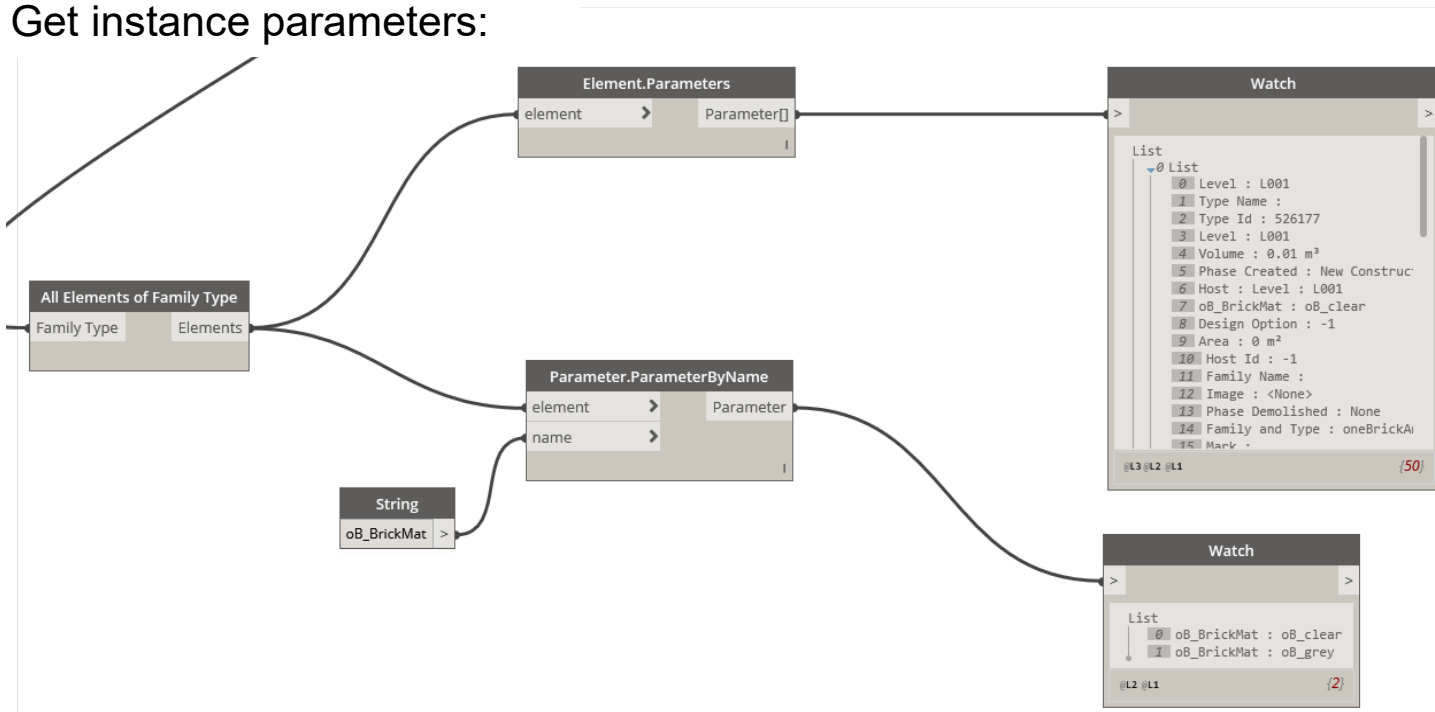 Get instance parameters:
Element.Parameters
element > Parameter[]
l
Watch
> >
List
0 List
0 Level : L001
1 Type Name :
2 Type Id : 526177
3 Level : L001
4 Volume : 0.01 m³
5 Phase Created : New Construc
6 Host : Level : L001
7 oB_BrickMat : oB_clear
8 Design Option : -1
9 Area : 0 m²
10 Host Id : -1
11 Family Name :
12 Image : <None>
13 Phase Demolished : None
14 Family and Type : oneBrickA
15 Mark :
@L3 @L2 @L1 {50}
All Elements of Family Type
Family Type Elements
Parameter.ParameterByName
element > Parameter
name >
l
String
oB_BrickMat >
Watch
> >
List
0 oB_BrickMat : oB_clear
1 oB_BrickMat : oB_grey
@L2 @L1 {2}